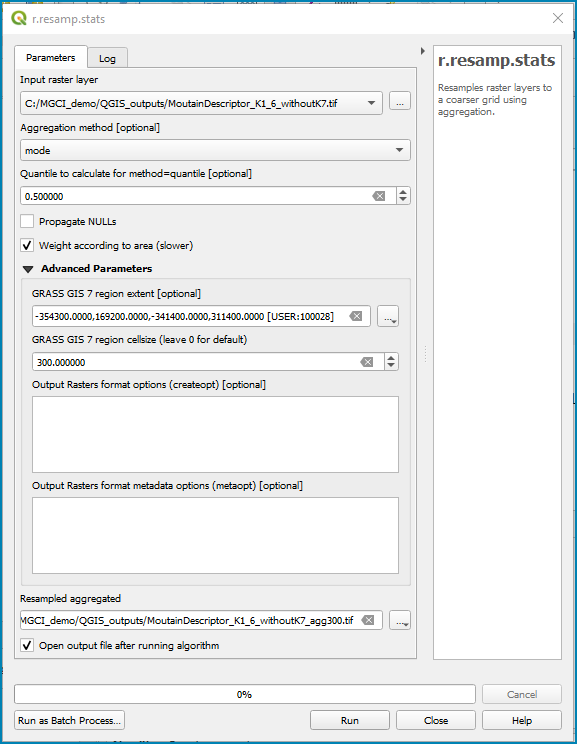 r.resamp.stats
Parameters
Log
Input raster layer
C:/MGCI_demo/QGIS_outputs/MoutainDescriptor_K1_6_withoutK7.tif
...
Aggregation method [optional]
mode
Quantile to calculate for method=quantile [optional]
0.500000
Propagate NULLs
Weight according to area (slower)
Advanced Parameters
GRASS GIS 7 region extent [optional]
-354300.0000,169200.0000,-341400.0000,311400.0000 [USER:100028]
...
GRASS GIS 7 region cellsize (leave 0 for default)
300.000000
Output Rasters format options (createopt) [optional]
Output Rasters format metadata options (metaopt) [optional]
Resampled aggregated
MGCI_demo/QGIS_outputs/MoutainDescriptor_K1_6_withoutK7_agg300.tif
...
Open output file after running algorithm
r.resamp.stats
Resamples raster layers to
a coarser grid using
aggregation.
0%
Cancel
Run as Batch Process...
Run
Close
Help